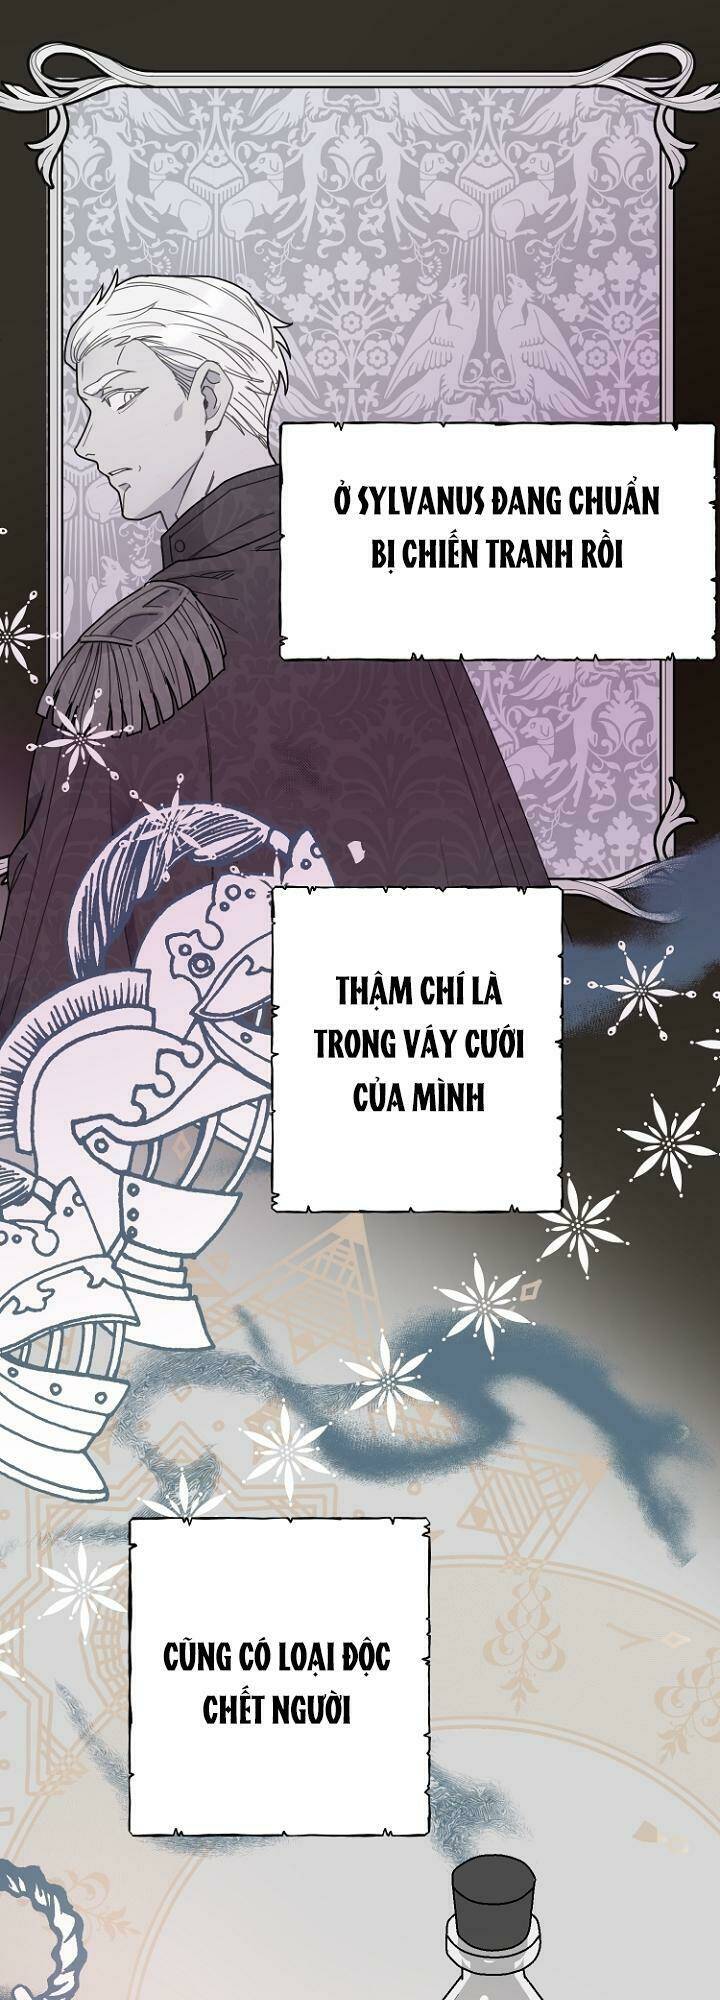 Ở SYLVANUS ĐANG CHUẨN
BỊ CHIẾN TRANH RỒI
THẬM CHÍ LÀ
TRONG VÁY CƯỚI
CỦA MÌNH
CŨNG CÓ LOẠI ĐỘC
CHẾT NGƯỜI